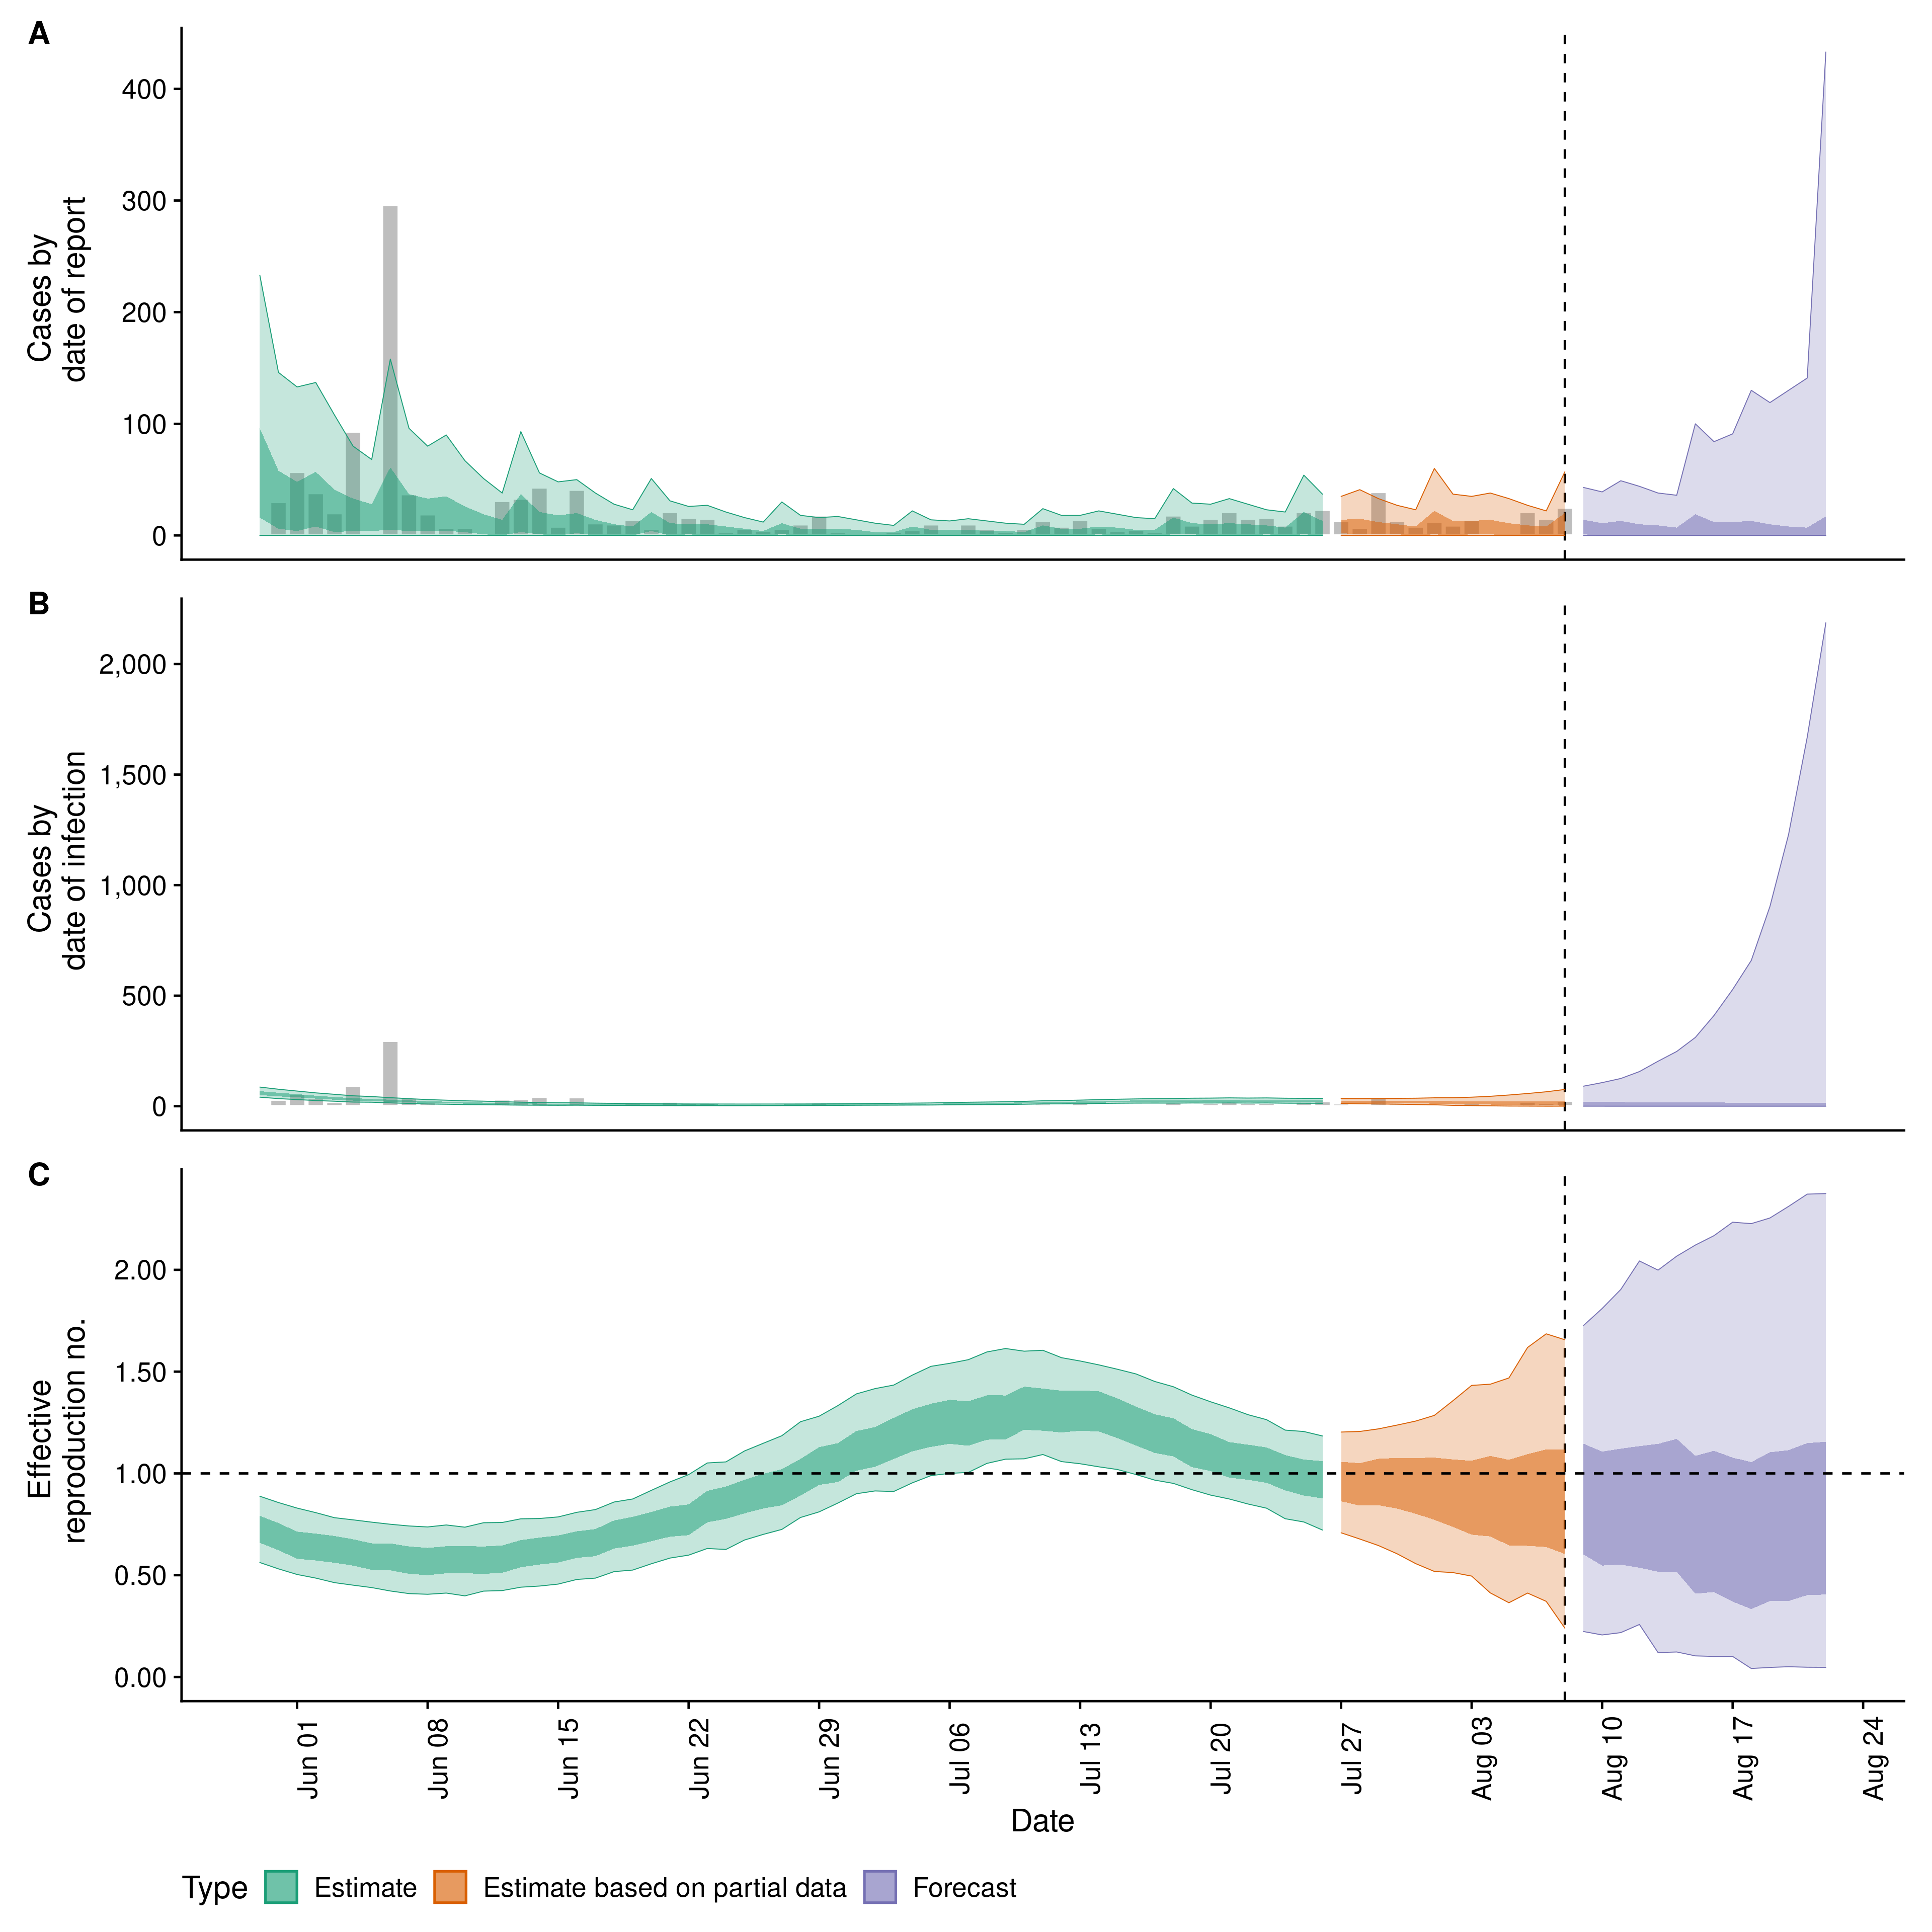 A
400
300
200
100
0
Cases by
date of report
B
2,000
1,500
1,000
500
0
Cases by
date of infection
C
2.00
1.50
1.00
0.50
0.00
Effective
reproduction no.
Jun 01
Jun 08
Jun 15
Jun 22
Jun 29
Jul 06
Jul 13
Jul 20
Jul 27
Aug 03
Aug 10
Aug 17
Aug 24
Date
Type Estimate Estimate based on partial data Forecast